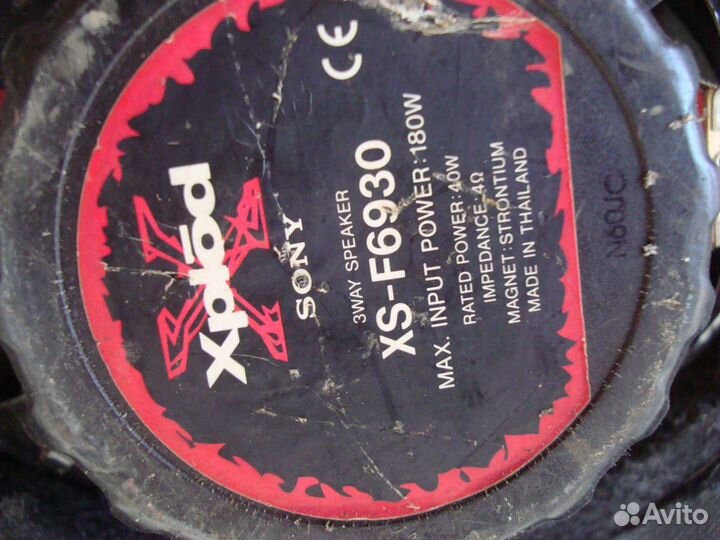 Xplōd
SONY
CE
3WAY SPEAKER
XS-F6930
MAX. INPUT POWER:180W
RATED POWER:40W
IMPEDANCE:4Ω
MAGNET:STRONTIUM
MADE IN THAILAND
Avito